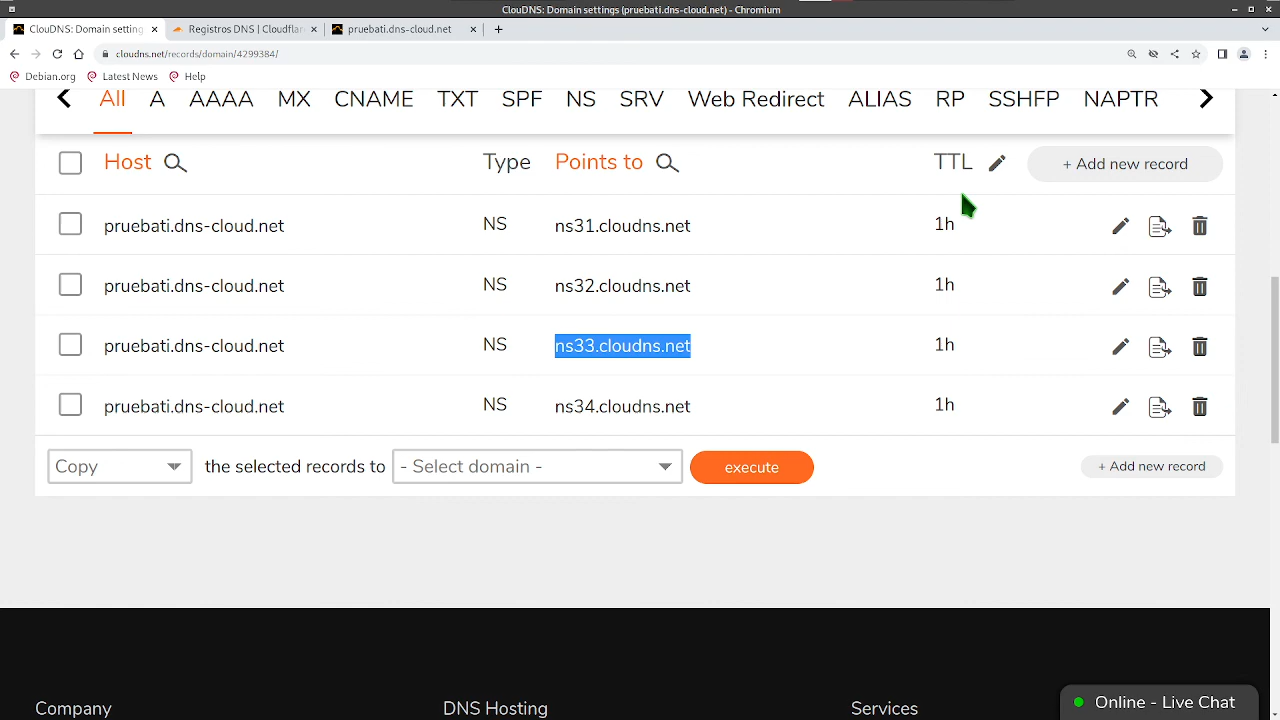 ClouDNS: Domain settings (pruebati.dns-cloud.net) - Chromium
ClouDNS: Domain setting
Registros DNS | Cloudflar
pruebati.dns-cloud.net
cloudns.net/records/domain/4299384/
Debian.org Latest News Help
All A AAAA MX CNAME TXT SPF NS SRV Web Redirect ALIAS RP SSHFP NAPTR
Host Type Points to TTL + Add new record
pruebati.dns-cloud.net NS ns31.cloudns.net 1h
pruebati.dns-cloud.net NS ns32.cloudns.net 1h
pruebati.dns-cloud.net NS ns33.cloudns.net 1h
pruebati.dns-cloud.net NS ns34.cloudns.net 1h
Copy the selected records to - Select domain - execute + Add new record
Company DNS Hosting Services
Online - Live Chat